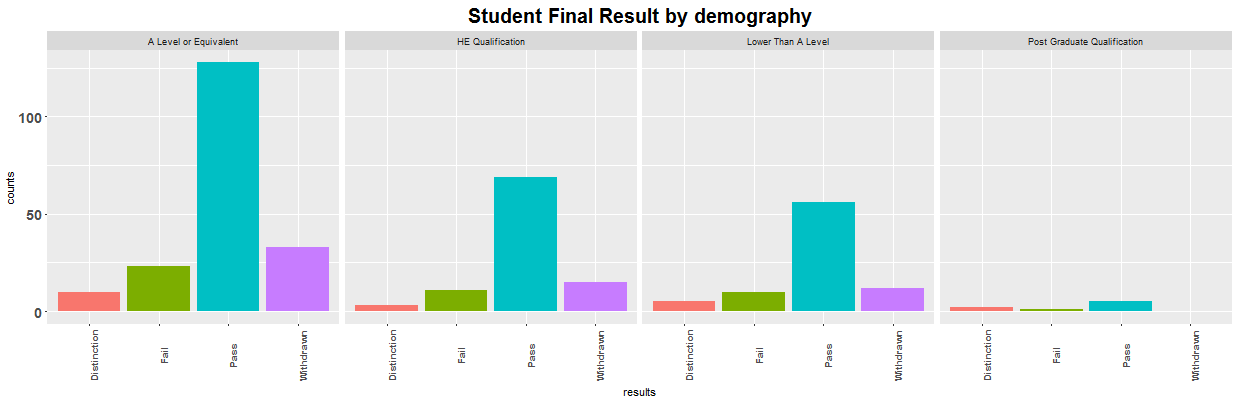 Student Final Result by demography
A Level or Equivalent
HE Qualification
Lower Than A Level
Post Graduate Qualification
counts
100
50
0
Distinction
Fail
Pass
Withdrawn
Distinction
Fail
Pass
Withdrawn
Distinction
Fail
Pass
Withdrawn
Distinction
Fail
Pass
Withdrawn
results